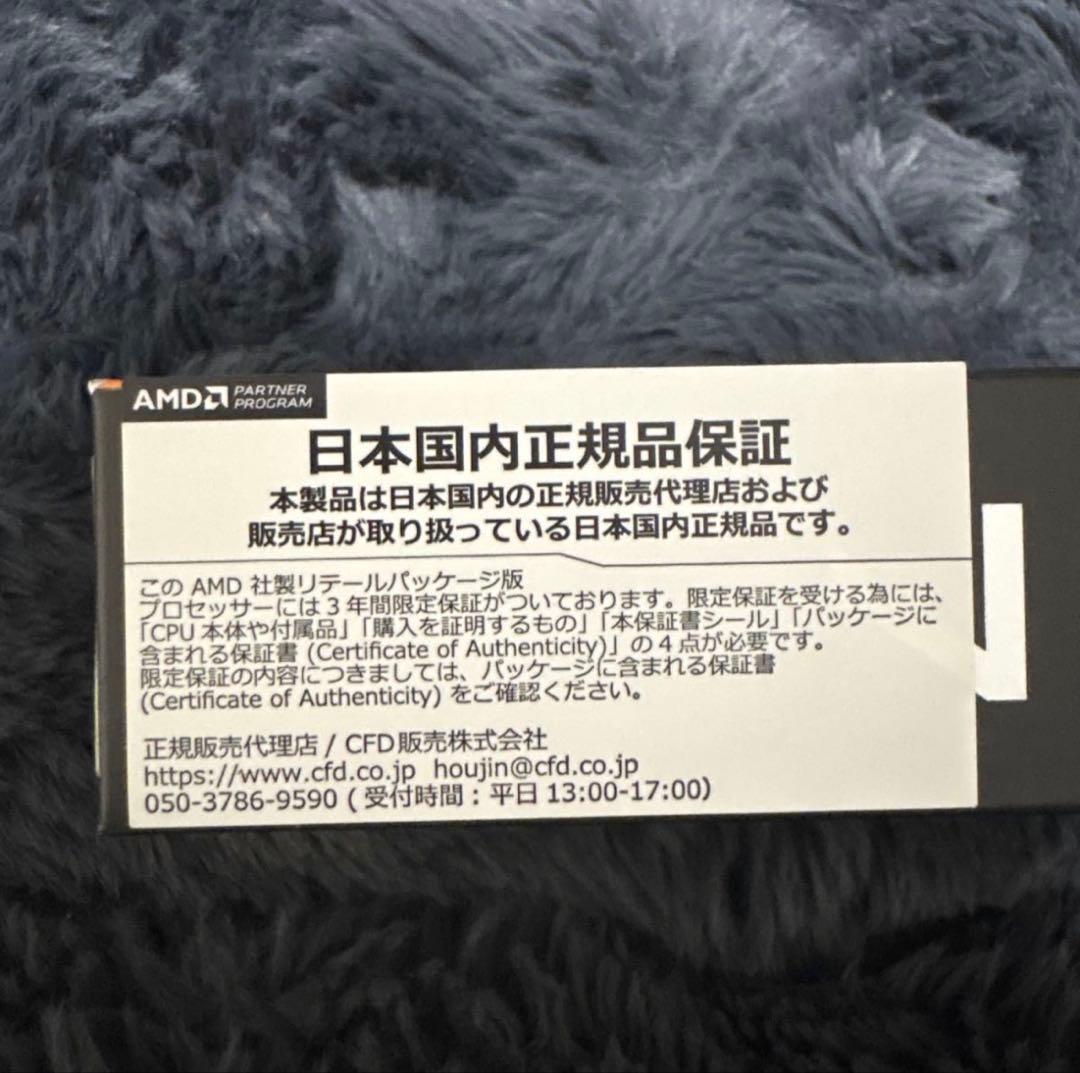 AMD PARTNER PROGRAM
日本国内正規品保証
本製品は日本国内の正規販売代理店および
販売店が取り扱っている日本国内正規品です。
この AMD 社製リテールパッケージ版
プロセッサーには3年間限定保証がついております。限定保証を受ける為には、
「CPU本体や付属品」「購入を証明するもの」「本保証書シール」「パッケージに
含まれる保証書 (Certificate of Authenticity)」の4点が必要です。
限定保証の内容につきましては、パッケージに含まれる保証書
(Certificate of Authenticity) をご確認ください。
正規販売代理店 / CFD販売株式会社
https://www.cfd.co.jp houjin@cfd.co.jp
050-3786-9590 ( 受付時間 : 平日 13:00-17:00)